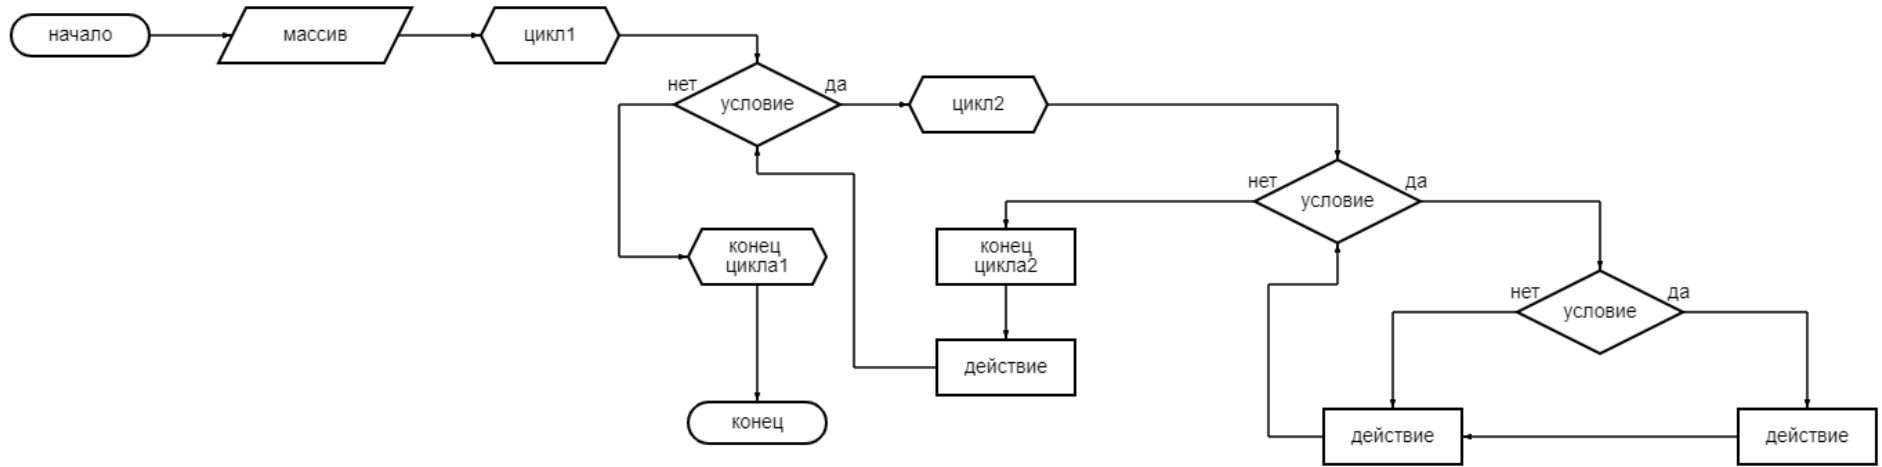 начало
массив
цикл1
нет
да
условие
цикл2
нет
да
условие
конец
цикла1
конец
цикла2
нет
да
условие
действие
конец
действие
действие